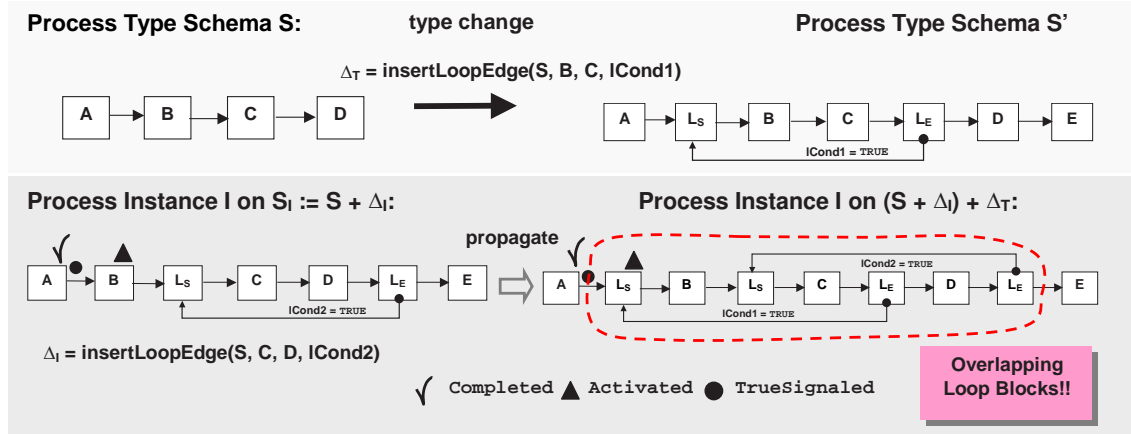 Process Type Schema S:
type change
Process Type Schema S’
ΔT = insertLoopEdge(S, B, C, lCond1)
A B C D
A LS B C LE D E
lCond1 = TRUE
Process Instance I on SI := S + ΔI:
Process Instance I on (S + ΔI) + ΔT:
propagate
A B LS C D LE E
lCond2 = TRUE
lCond2 = TRUE
A LS B LS C LE D LE E
lCond1 = TRUE
ΔI = insertLoopEdge(S, C, D, lCond2)
Completed Activated TrueSignaled
Overlapping
Loop Blocks!!